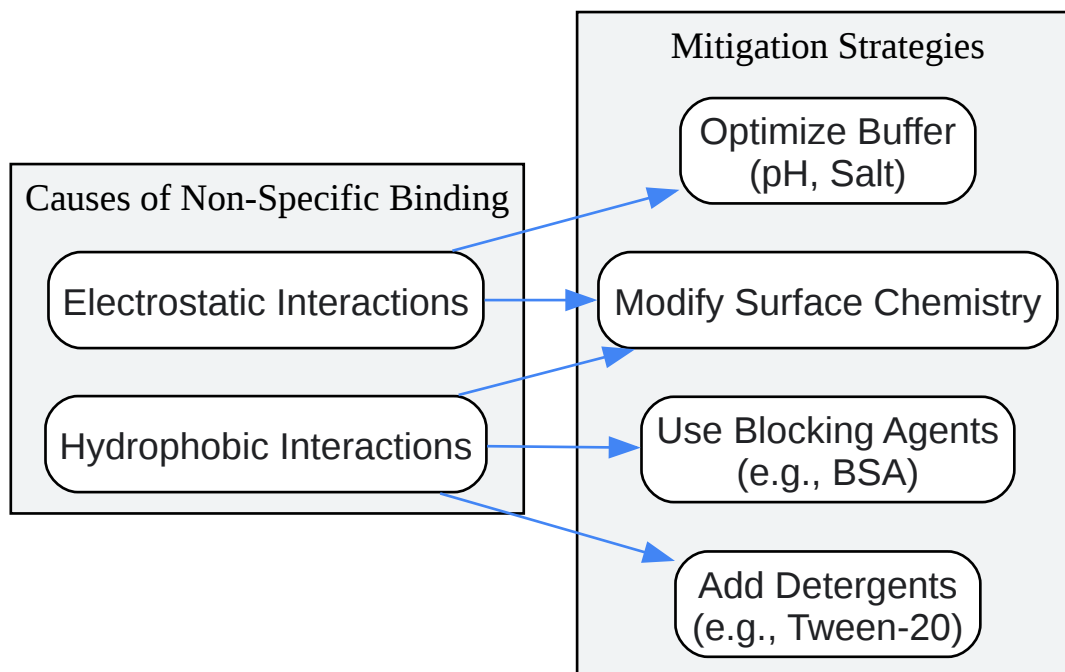 Causes of Non-Specific Binding
Electrostatic Interactions
Hydrophobic Interactions
Mitigation Strategies
Optimize Buffer
(pH, Salt)
Modify Surface Chemistry
Use Blocking Agents
(e.g., BSA)
Add Detergents
(e.g., Tween-20)